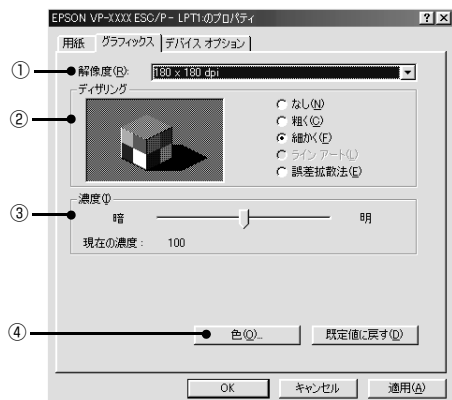 EPSON VP-XXXX ESC/P - LPT1:のプロパティ
用紙 グラフィックス デバイス オプション
① 解像度(R): 180 x 180 dpi
ディザリング
②
なし(N)
粗く(C)
細かく(F)
ライン アート(L)
誤差拡散法(E)
濃度(I)
③ 暗 明
現在の濃度: 100
④ 色(O)... 既定値に戻す(D)
OK キャンセル 適用(A)